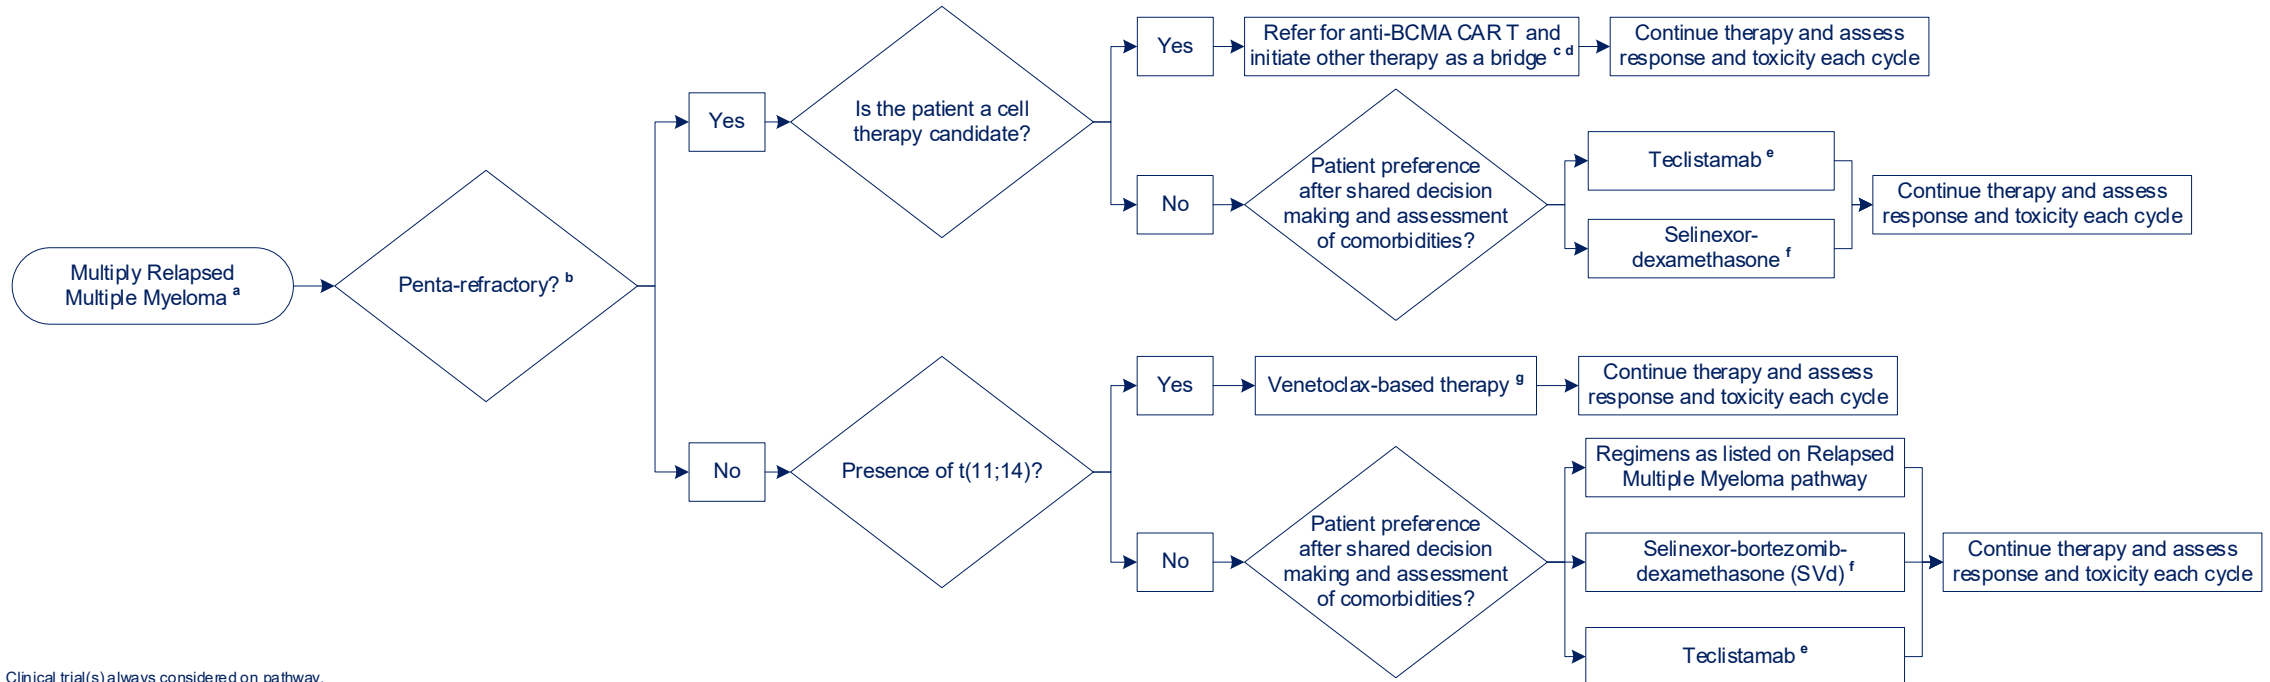 Multiply Relapsed
Multiple Myeloma a
Penta-refractory? b
Yes
Is the patient a cell
therapy candidate?
Yes
Refer for anti-BCMA CAR T and
initiate other therapy as a bridge c d
Continue therapy and assess
response and toxicity each cycle
No
Patient preference
after shared decision
making and assessment
of comorbidities?
Teclistamab e
Selinexor-
dexamethasone f
Continue therapy and assess
response and toxicity each cycle
No
Presence of t(11;14)?
Yes
Venetoclax-based therapy g
Continue therapy and assess
response and toxicity each cycle
No
Patient preference
after shared decision
making and assessment
of comorbidities?
Regimens as listed on Relapsed
Multiple Myeloma pathway
Selinexor-bortezomib-
dexamethasone (SVd) f
Teclistamab e
Continue therapy and assess
response and toxicity each cycle
Clinical trial(s) always considered on pathway.